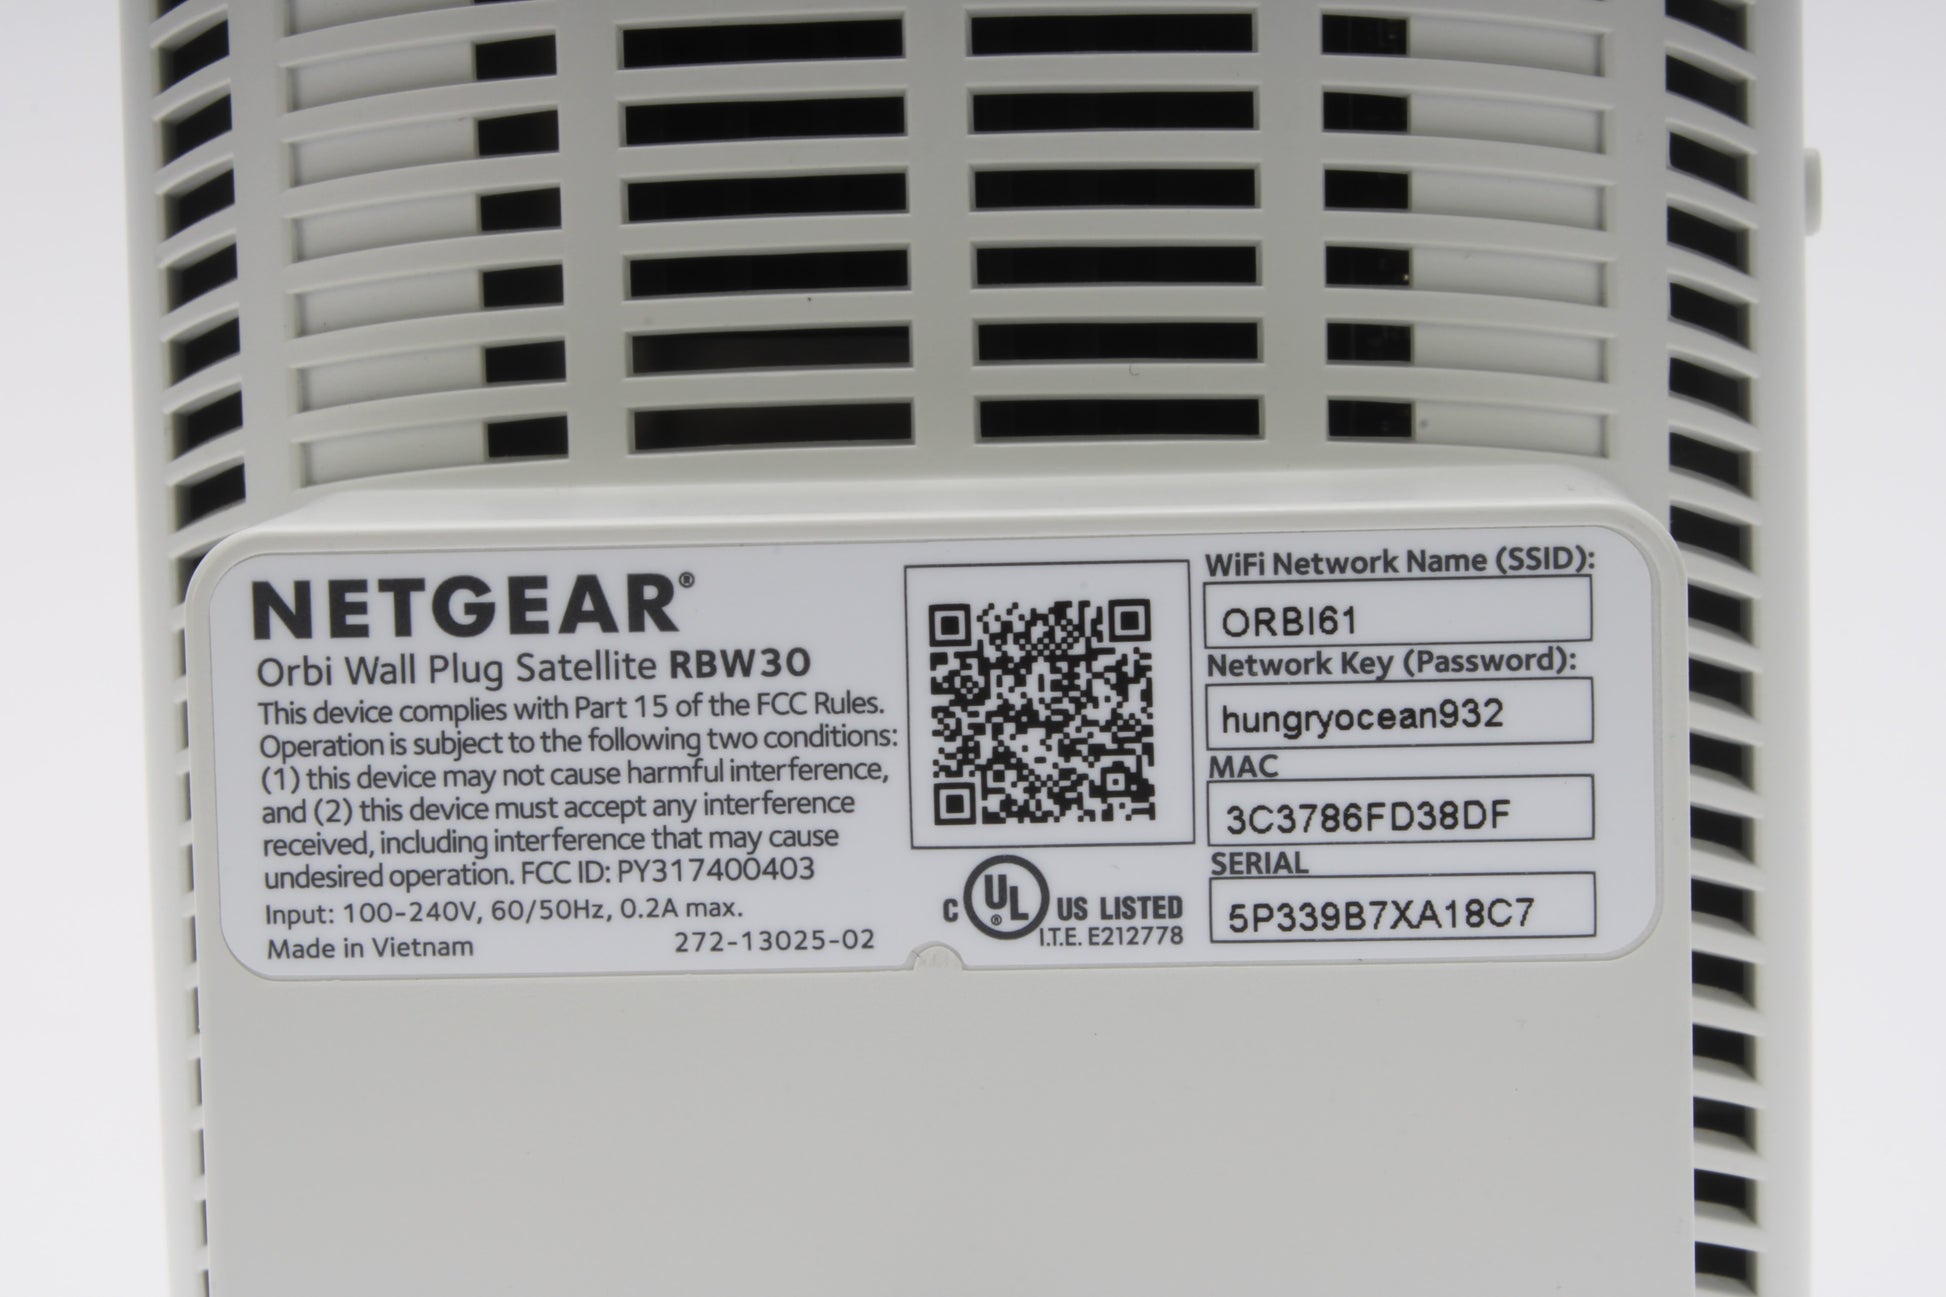 NETGEAR®
Orbi Wall Plug Satellite RBW30
This device complies with Part 15 of the FCC Rules.
Operation is subject to the following two conditions:
(1) this device may not cause harmful interference,
and (2) this device must accept any interference
received, including interference that may cause
undesired operation. FCC ID: PY317400403
Input: 100-240V, 60/50Hz, 0.2A max.
Made in Vietnam 272-13025-02
C UL® US LISTED
I.T.E. E212778
WiFi Network Name (SSID):
ORBI61
Network Key (Password):
hungryocean932
MAC
3C3786FD38DF
SERIAL
5P339B7XA18C7